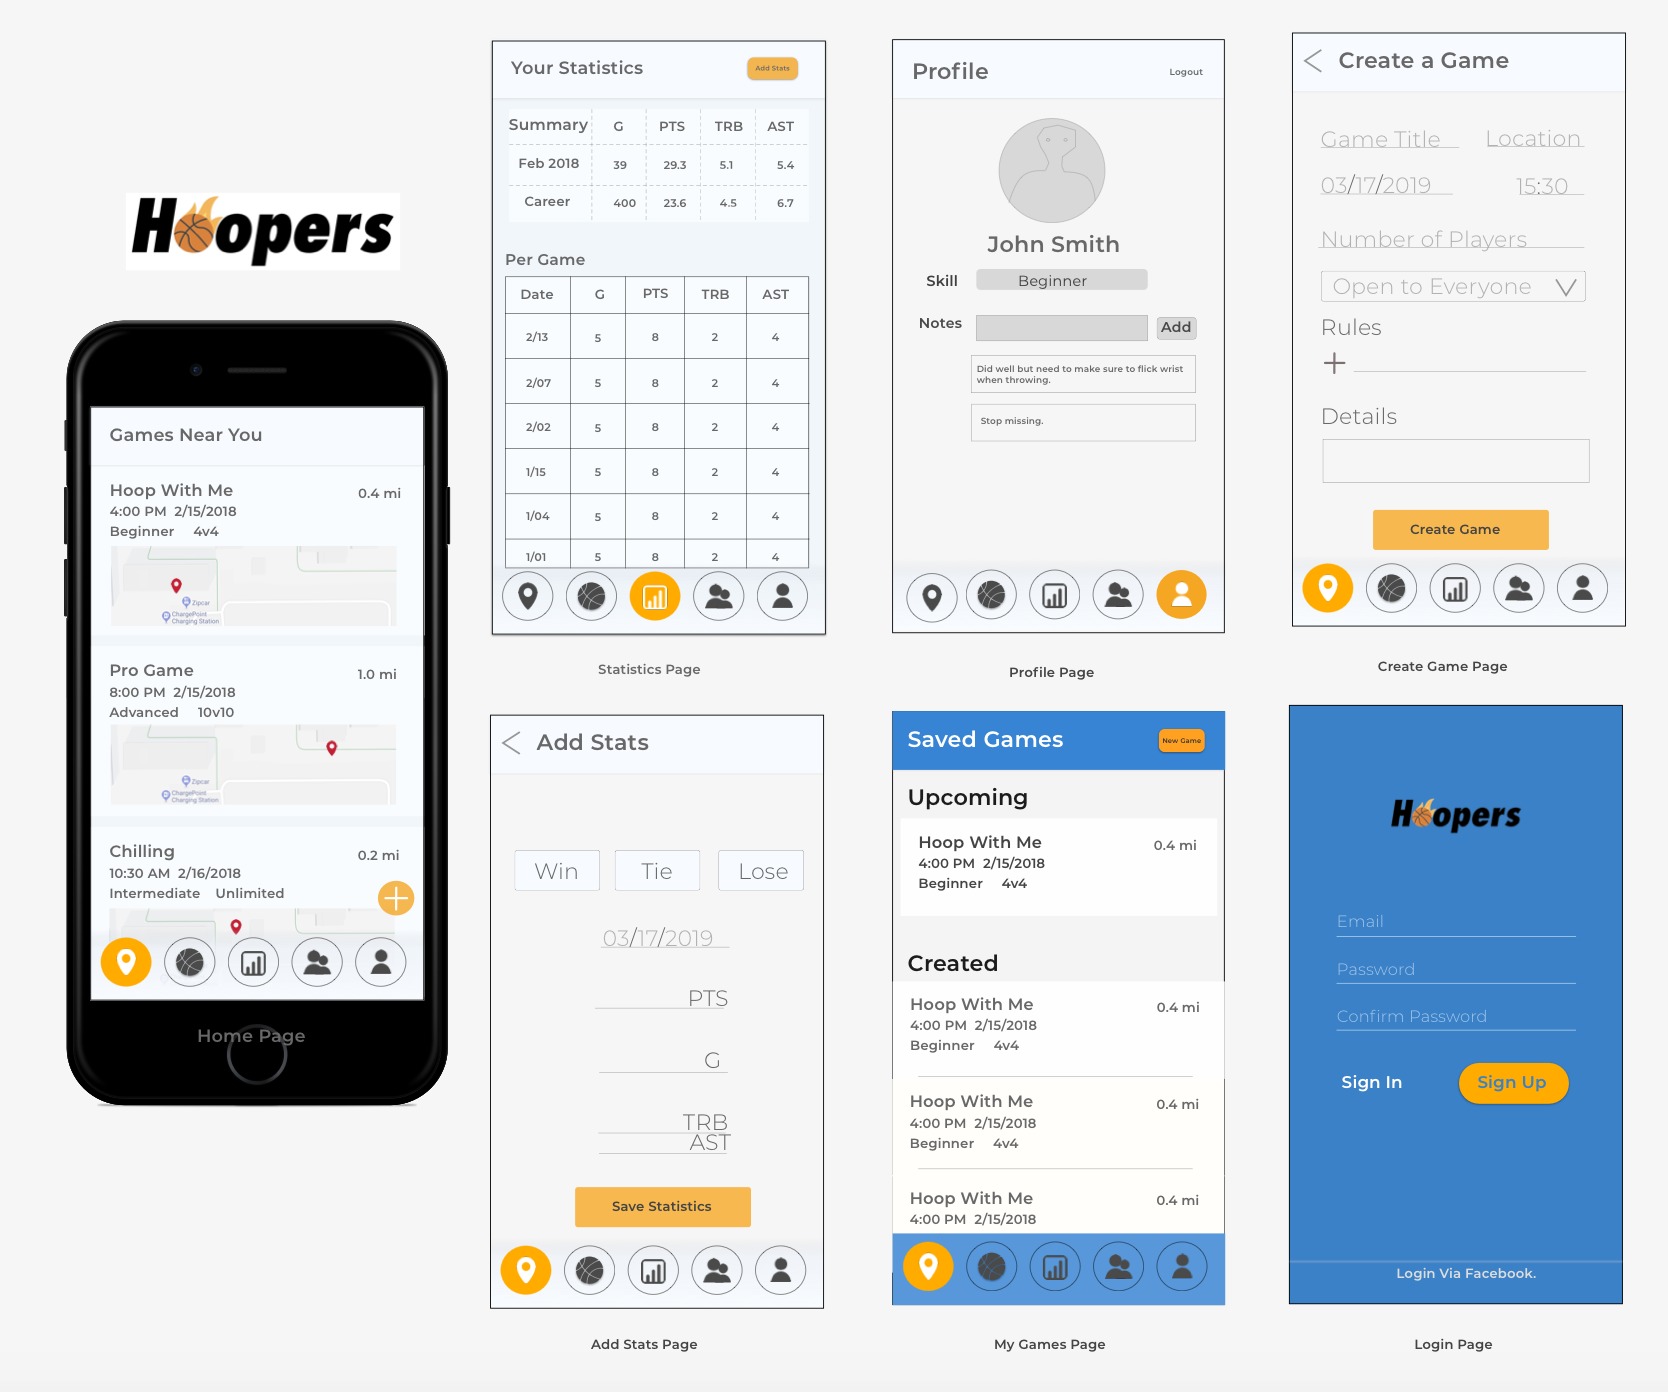 Hoopers
Games Near You
Hoop With Me 0.4 mi
4:00 PM 2/15/2018
Beginner 4v4
Zipcar
ChargePoint
Charging Station
Pro Game 1.0 mi
8:00 PM 2/15/2018
Advanced 10v10
Zipcar
ChargePoint
Charging Station
Chilling 0.2 mi
10:30 AM 2/16/2018
Intermediate Unlimited
Home Page
Your Statistics Add Stats
Summary G PTS TRB AST
Feb 2018 39 29.3 5.1 5.4
Career 400 23.6 4.5 6.7
Per Game
Date G PTS TRB AST
2/13 5 8 2 4
2/07 5 8 2 4
2/02 5 8 2 4
1/15 5 8 2 4
1/04 5 8 2 4
1/01 5 8 2 4
Statistics Page
Profile Logout
John Smith
Skill Beginner
Notes Add
Did well but need to make sure to flick wrist
when throwing.
Stop missing.
Profile Page
Create a Game
Game Title Location
03/17/2019 15:30
Number of Players
Open to Everyone
Rules
Details
Create Game
Create Game Page
Add Stats
Win Tie Lose
03/17/2019
PTS
G
TRB
AST
Save Statistics
Add Stats Page
Saved Games New Game
Upcoming
Hoop With Me 0.4 mi
4:00 PM 2/15/2018
Beginner 4v4
Created
Hoop With Me 0.4 mi
4:00 PM 2/15/2018
Beginner 4v4
Hoop With Me 0.4 mi
4:00 PM 2/15/2018
Beginner 4v4
Hoop With Me 0.4 mi
4:00 PM 2/15/2018
My Games Page
Hoopers
Email
Password
Confirm Password
Sign In Sign Up
Login Via Facebook.
Login Page